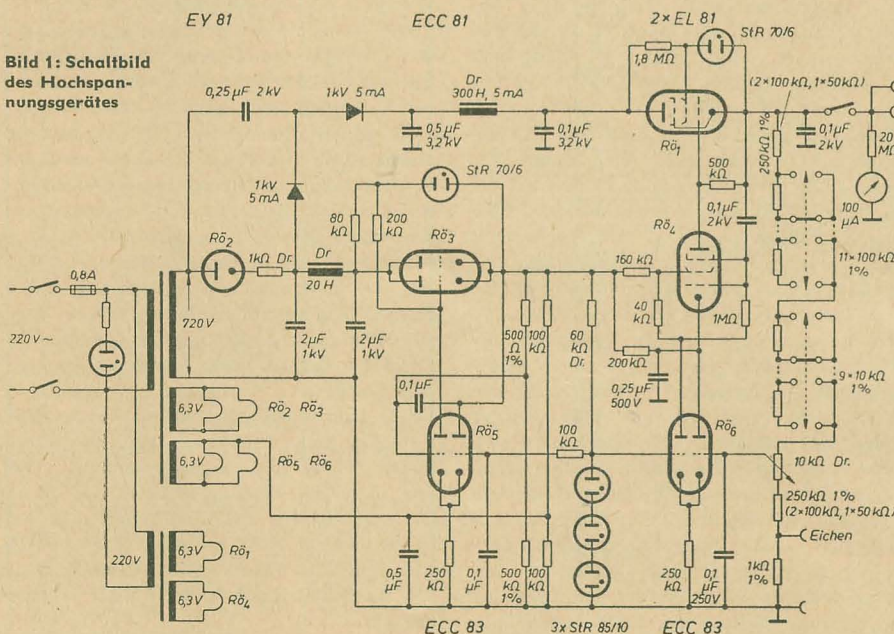 EY 81
ECC 81
2× EL 81
Bild 1: Schaltbild
des Hochspan-
nungsgerätes
StR 70/6
1,8 MΩ
0,25 µF 2 kV
1kV 5 mA
Dr
300 H, 5 mA
(2×100 kΩ, 1×50 kΩ)
0,5 µF
3,2 kV
0,1 µF
3,2 kV
Rö₁
250 kΩ 1%
0,1 µF
2 kV
20
MΩ
1 kV
5 mA
StR 70/6
500
kΩ
100
µA
80
kΩ
200
kΩ
0,1 µF
2 kV
Rö₂
1kΩ Dr.
Dr
20 H
Rö₃
Rö₄
160 kΩ
11×100 kΩ
1%
0,8 A
220 V ~
720 V
2 µF
1 kV
2 µF
1 kV
500
Ω
1%
100
kΩ
60
kΩ
Dr.
40
kΩ
1MΩ
200 kΩ
0,25 µF
500 V
9×10 kΩ
1%
0,1 µF
6,3 V
Rö₂ Rö₃
Rö₅
100
kΩ
Rö₆
6,3 V
Rö₅ Rö₆
10 kΩ Dr.
250 kΩ 1%
(2×100 kΩ, 1×50 kΩ)
Eichen
220 V
6,3 V
Rö₁
6,3 V
Rö₄
0,5
µF
250
kΩ
0,1
µF
500
kΩ
1%
100
kΩ
250
kΩ
0,1
µF
250V
1 kΩ
1%
ECC 83
3x StR 85/10
ECC 83